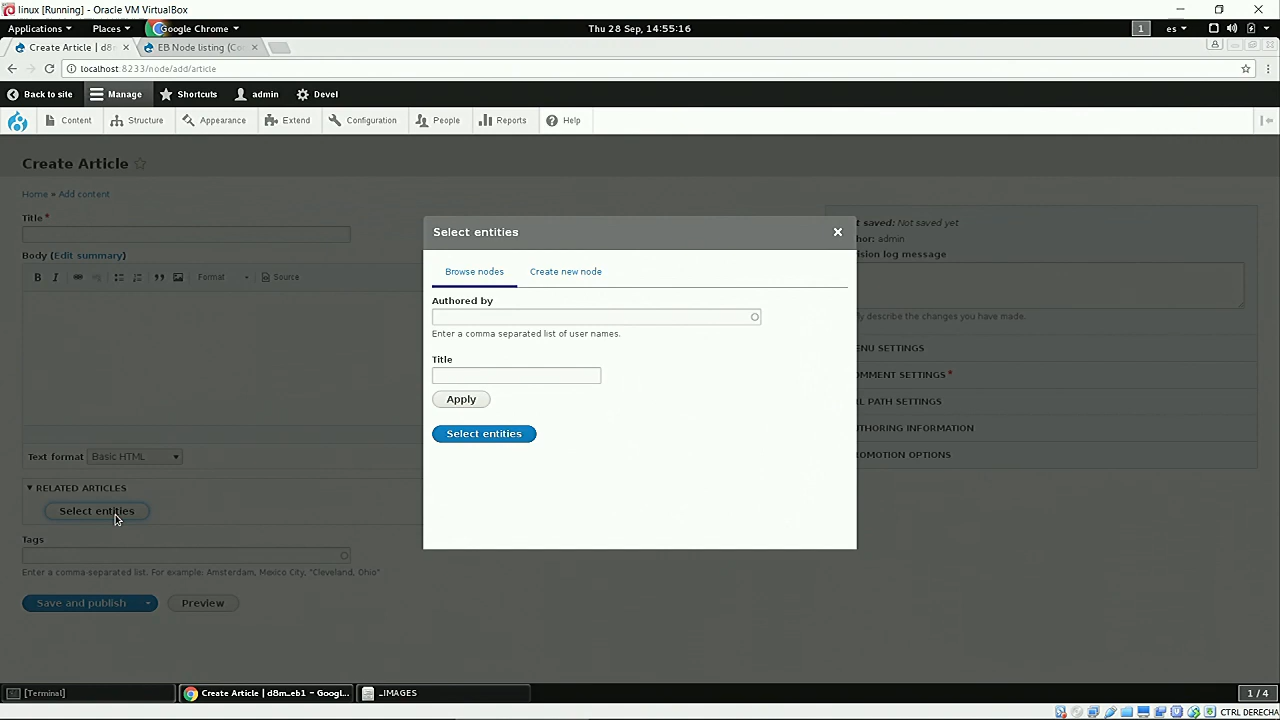 linux [Running] - Oracle VM VirtualBox
Applications Places Google Chrome Thu 28 Sep, 14:55:16 1 es
Create Article | d8 EB Node listing (Co
localhost:8233/node/add/article
Back to site Manage Shortcuts admin Devel
Content Structure Appearance Extend Configuration People Reports Help
Create Article
Home » Add content
Title *
Body (Edit summary)
B I Format Source
Text format Basic HTML
RELATED ARTICLES
Select entities
Tags
Enter a comma-separated list. For example: Amsterdam, Mexico City, "Cleveland, Ohio"
Save and publish Preview
Select entities
Browse nodes Create new node
Authored by
Enter a comma separated list of user names.
Title
Apply
Select entities
t saved: Not saved yet
hor: admin
ision log message
y describe the changes you have made.
ENU SETTINGS
OMMENT SETTINGS *
L PATH SETTINGS
THORING INFORMATION
OMOTION OPTIONS
[Terminal] Create Article | d8m_eb1 - Googl... _IMAGES 1 / 4
CTRL DERECHA